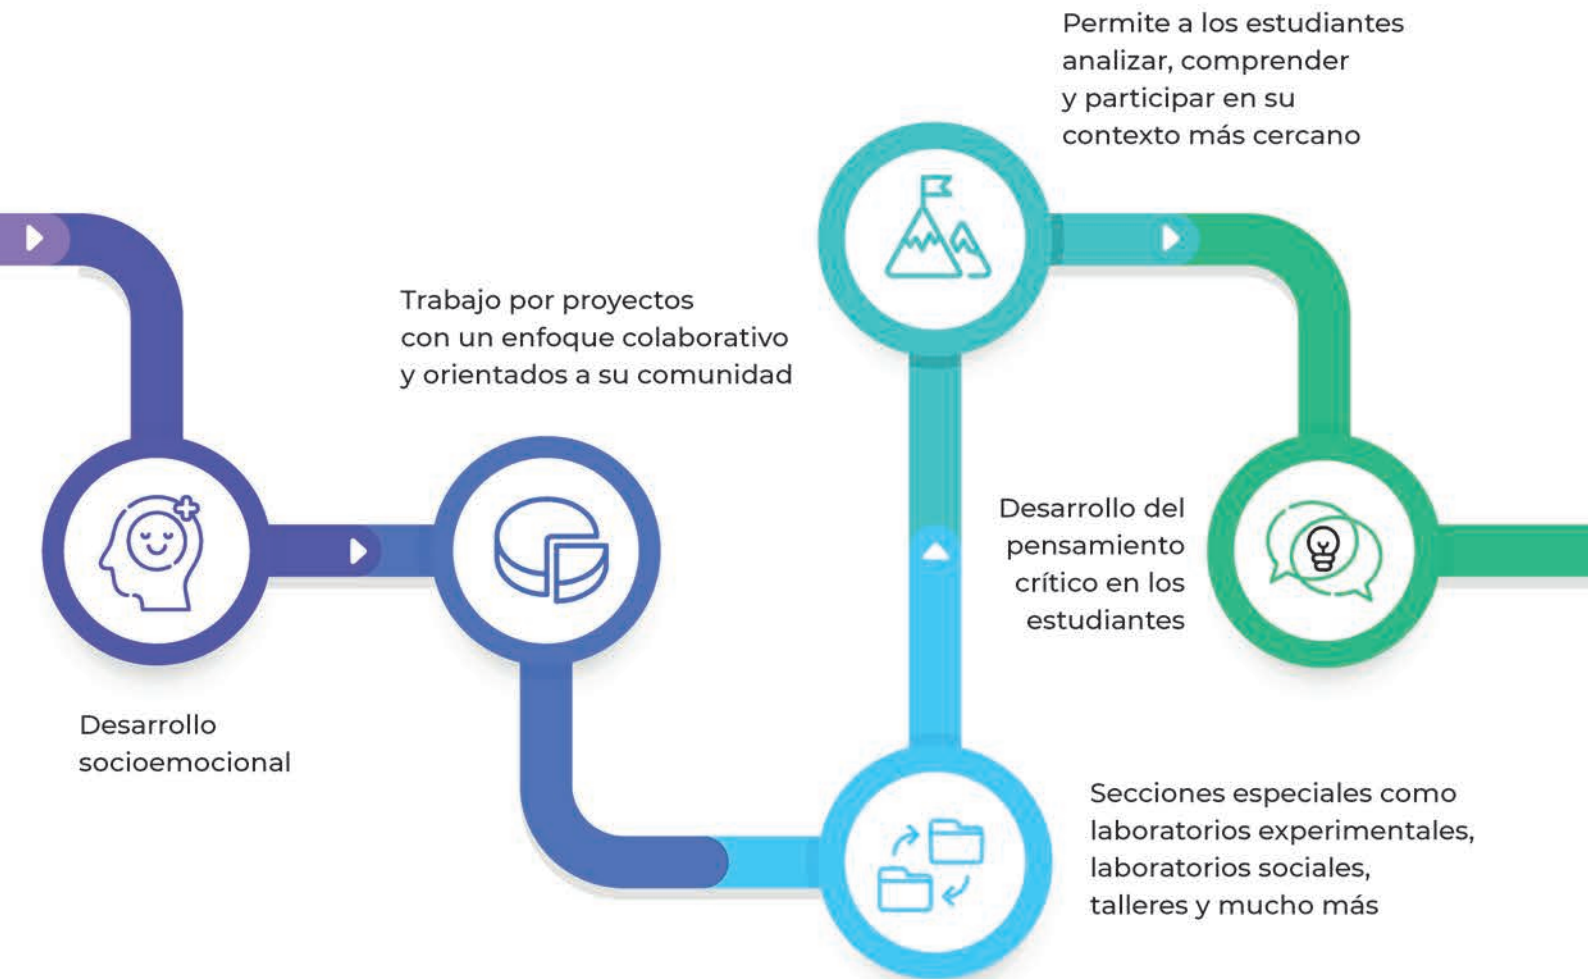 Permite a los estudiantes
analizar, comprender
y participar en su
contexto más cercano
Trabajo por proyectos
con un enfoque colaborativo
y orientados a su comunidad
Desarrollo del
pensamiento
crítico en los
estudiantes
Desarrollo
socioemocional
Secciones especiales como
laboratorios experimentales,
laboratorios sociales,
talleres y mucho más